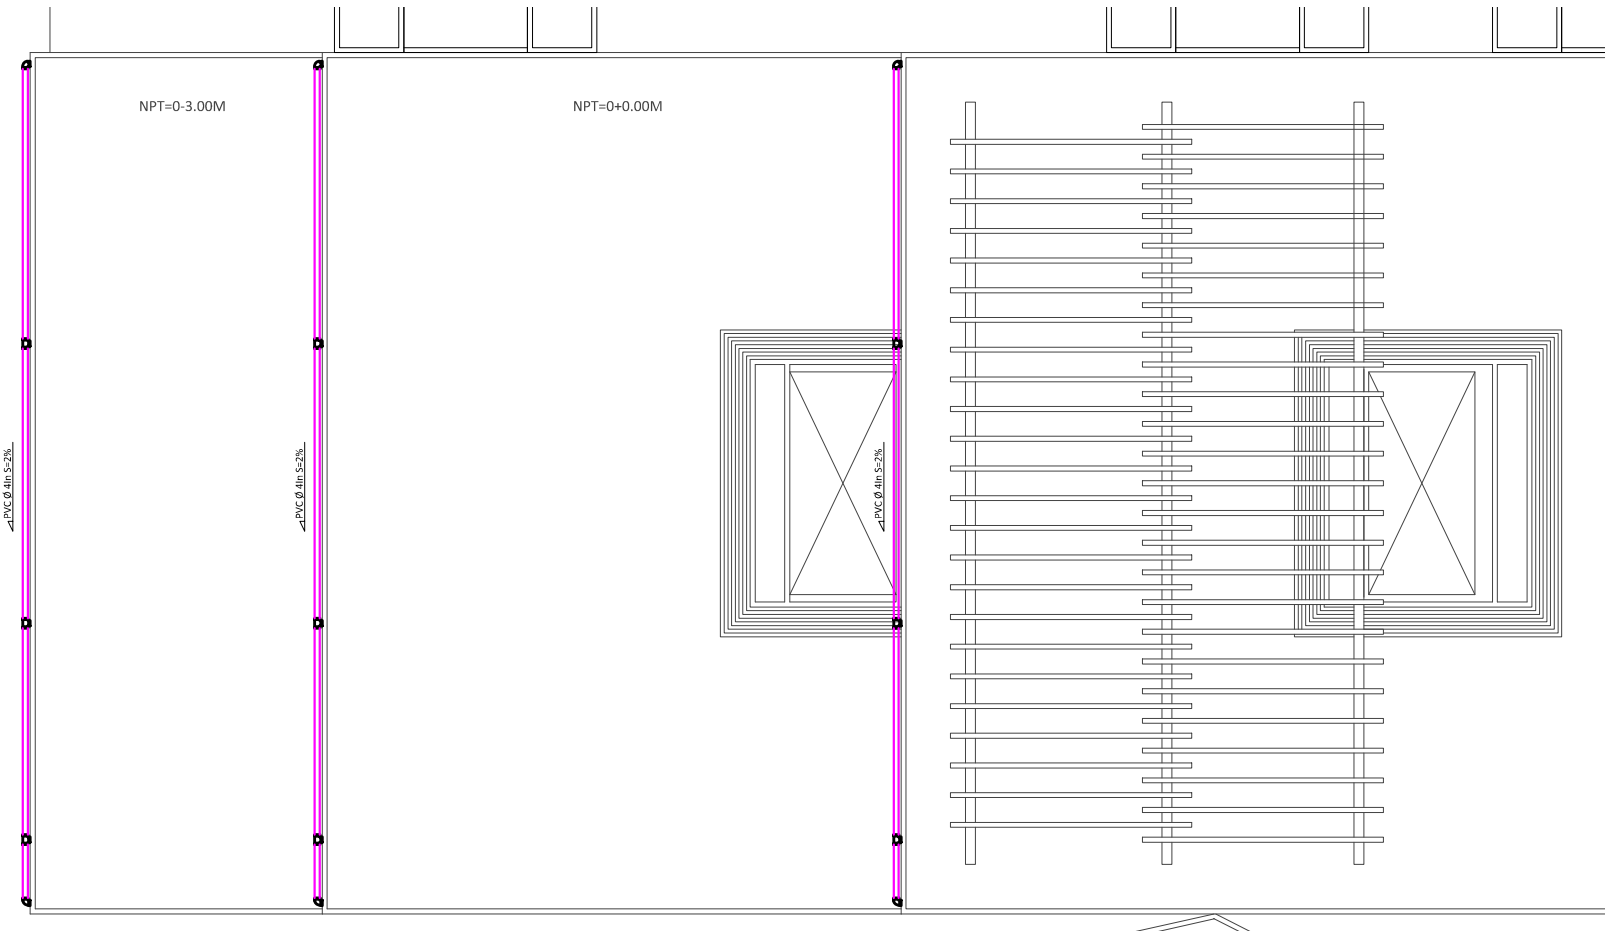 NPT=0-3.00M
NPT=0+0.00M
PVC Ø 4In S=2%
PVC Ø 4In S=2%
PVC Ø 4In S=2%